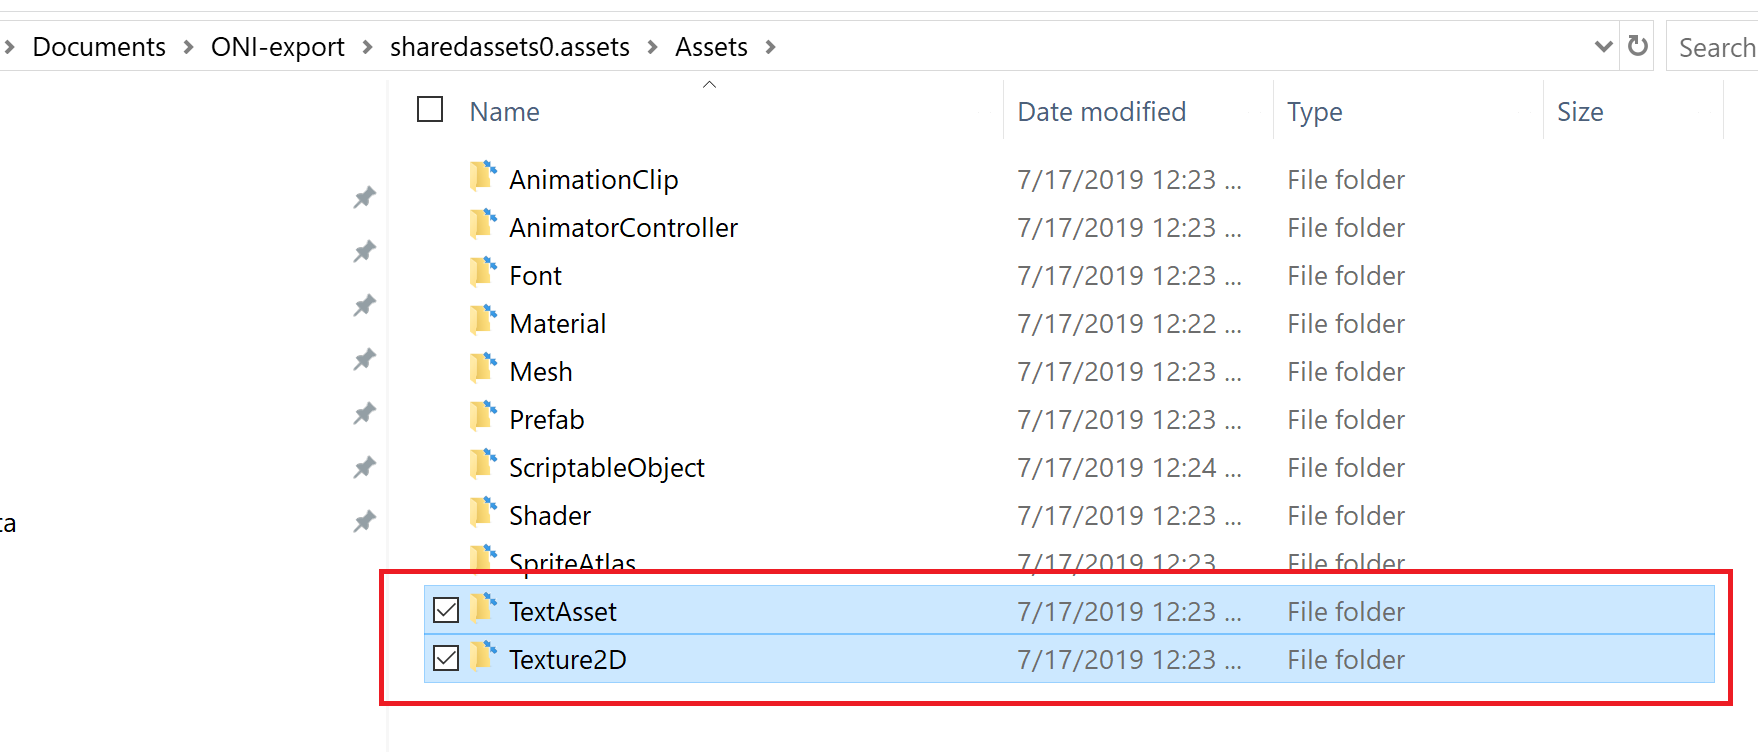 Documents > ONI-export > sharedassets0.assets > Assets > Search
Name Date modified Type Size
AnimationClip 7/17/2019 12:23 ... File folder
AnimatorController 7/17/2019 12:23 ... File folder
Font 7/17/2019 12:23 ... File folder
Material 7/17/2019 12:22 ... File folder
Mesh 7/17/2019 12:23 ... File folder
Prefab 7/17/2019 12:23 ... File folder
ScriptableObject 7/17/2019 12:24 ... File folder
ta Shader 7/17/2019 12:23 ... File folder
SpriteAtlas 7/17/2019 12:23 File folder
TextAsset 7/17/2019 12:23 ... File folder
Texture2D 7/17/2019 12:23 ... File folder